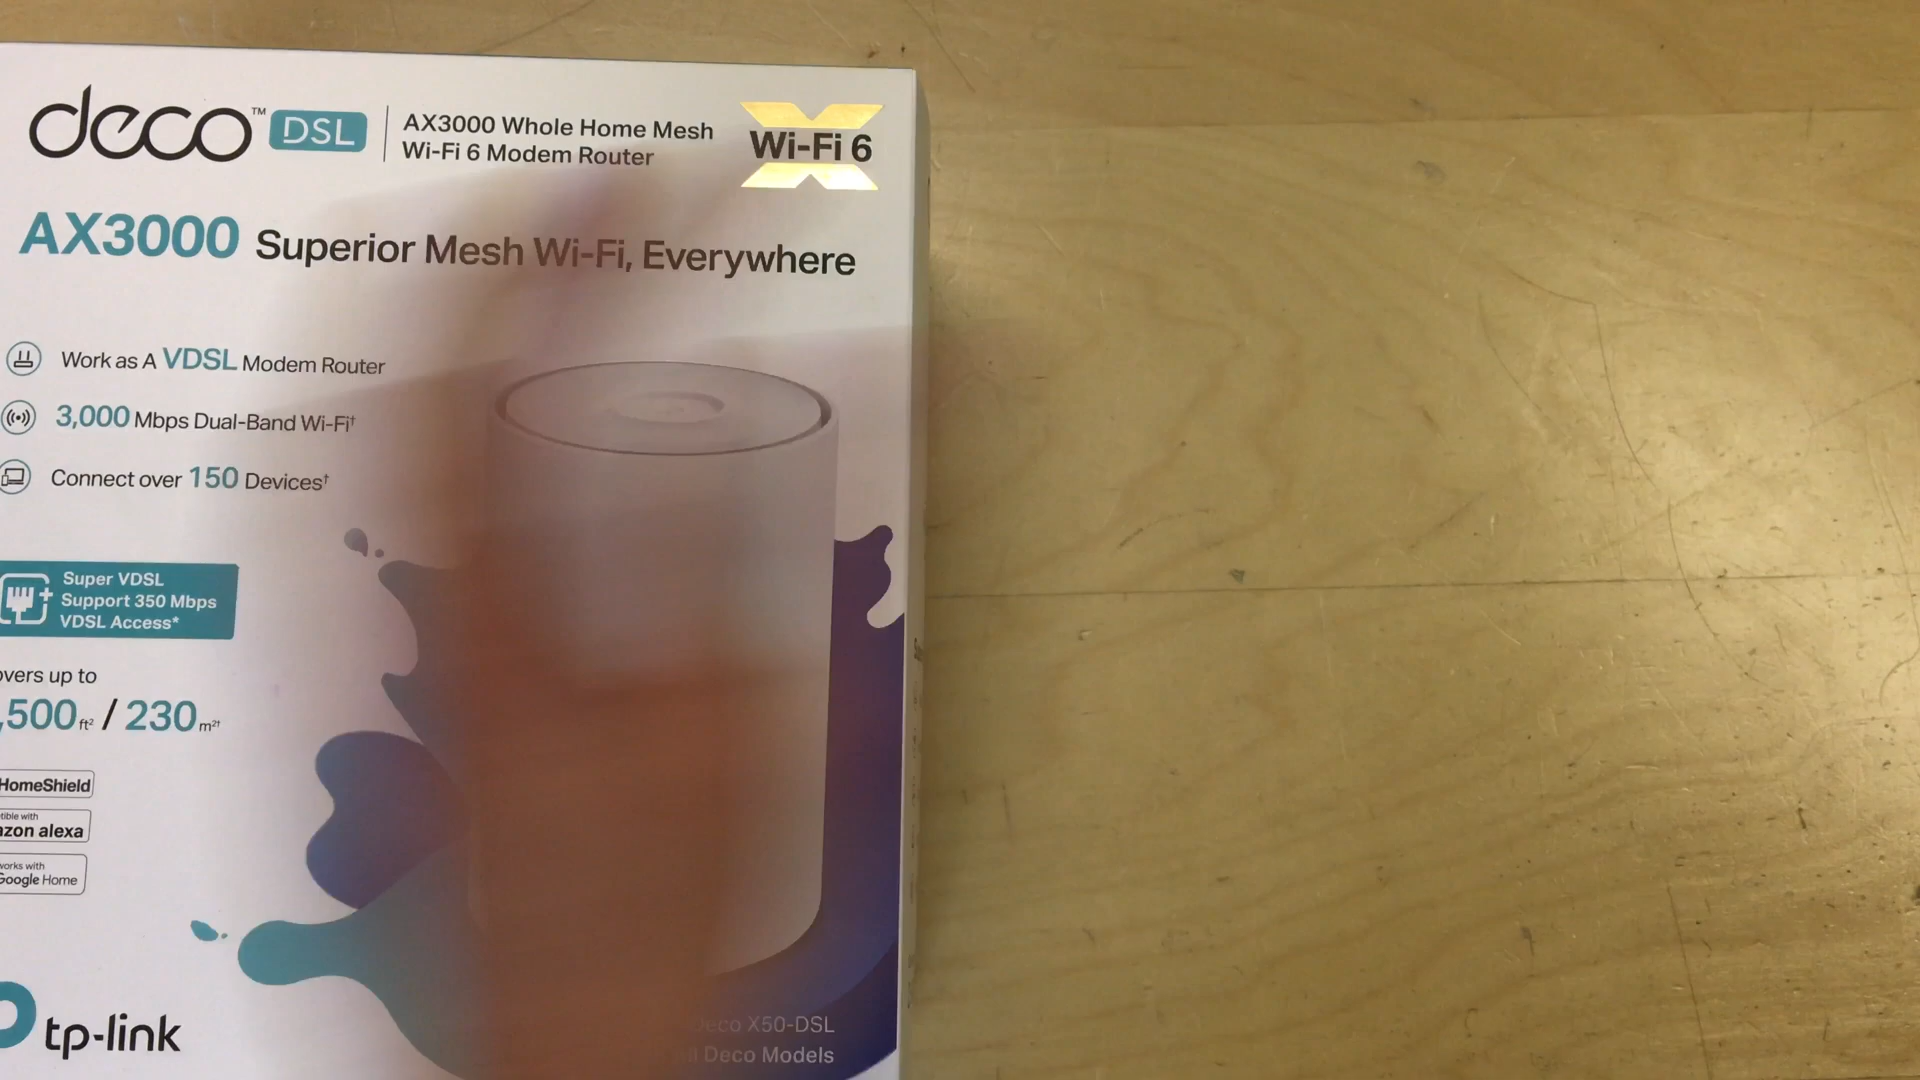 deco™ DSL
AX3000 Whole Home Mesh
Wi-Fi 6 Modem Router
Wi-Fi 6
AX3000 Superior Mesh Wi-Fi, Everywhere
Work as A VDSL Modem Router
3,000 Mbps Dual-Band Wi-Fi†
Connect over 150 Devices†
Super VDSL
Support 350 Mbps
VDSL Access*
up to
500 ft² / 230 m²†
HomeShield
with
alexa
works with
Google Home
tp-link
Deco X50-DSL
Deco Models